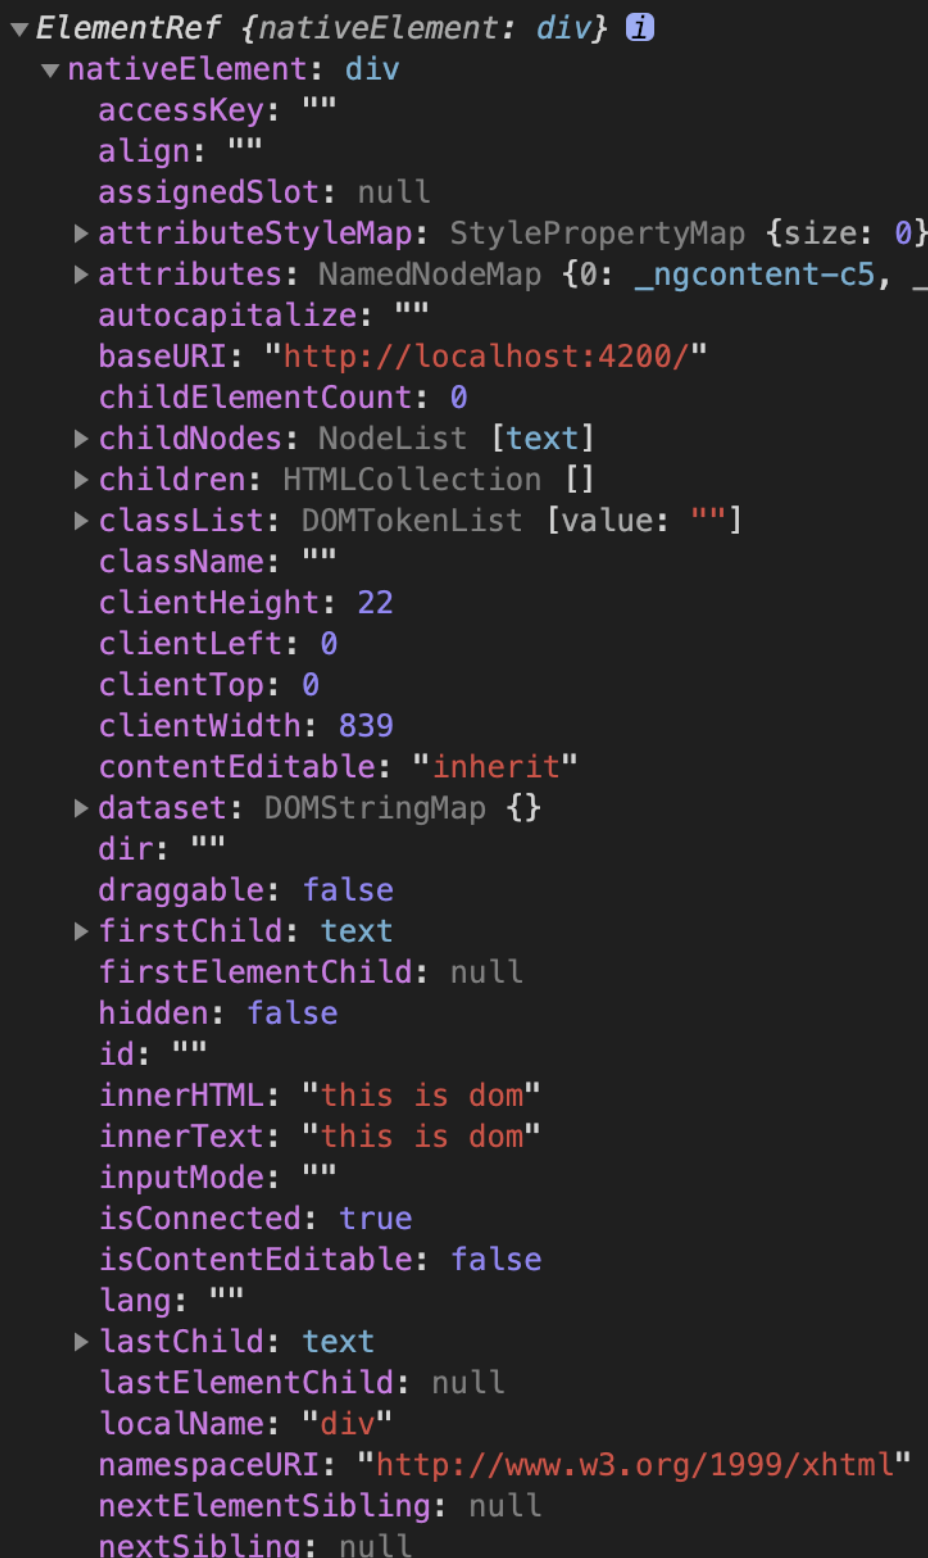 ElementRef {nativeElement: div} i
nativeElement: div
accessKey: ""
align: ""
assignedSlot: null
attributeStyleMap: StylePropertyMap {size: 0}
attributes: NamedNodeMap {0: _ngcontent-c5, _
autocapitalize: ""
baseURI: "http://localhost:4200/"
childElementCount: 0
childNodes: NodeList [text]
children: HTMLCollection []
classList: DOMTokenList [value: ""]
className: ""
clientHeight: 22
clientLeft: 0
clientTop: 0
clientWidth: 839
contentEditable: "inherit"
dataset: DOMStringMap {}
dir: ""
draggable: false
firstChild: text
firstElementChild: null
hidden: false
id: ""
innerHTML: "this is dom"
innerText: "this is dom"
inputMode: ""
isConnected: true
isContentEditable: false
lang: ""
lastChild: text
lastElementChild: null
localName: "div"
namespaceURI: "http://www.w3.org/1999/xhtml"
nextElementSibling: null
nextSibling: null